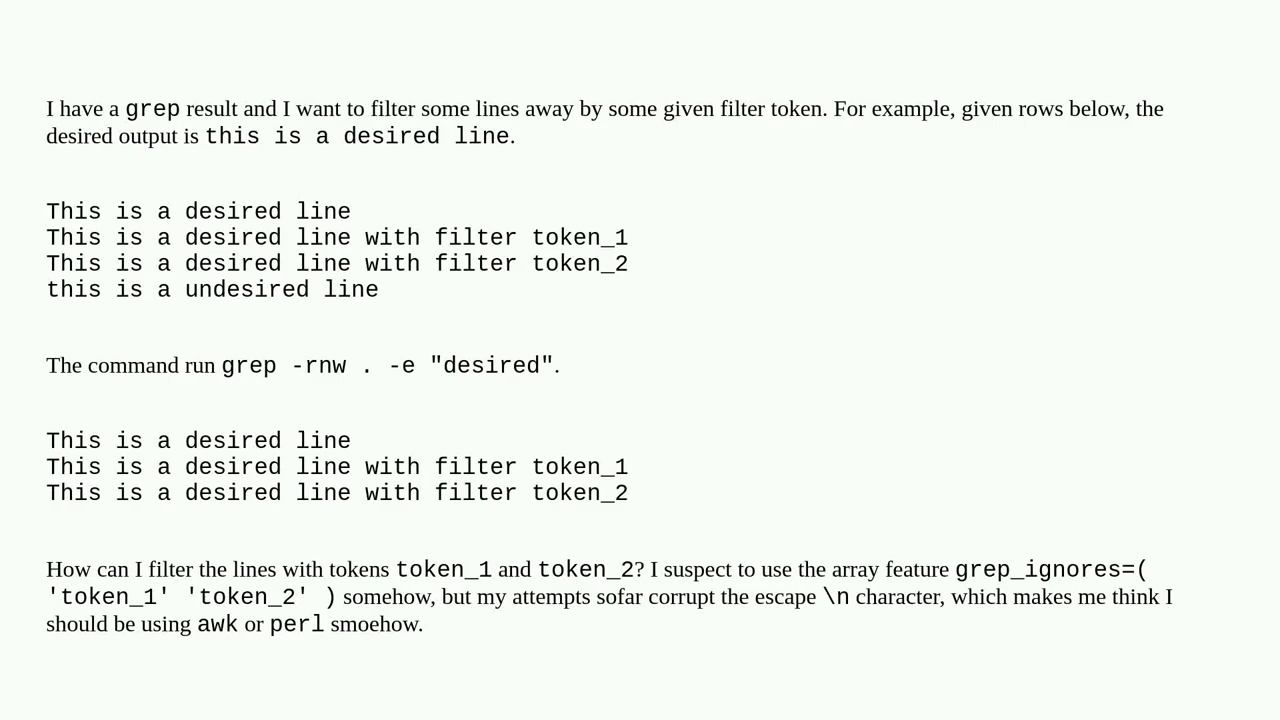 I have a grep result and I want to filter some lines away by some given filter token. For example, given rows below, the
desired output is this is a desired line.
This is a desired line
This is a desired line with filter token_1
This is a desired line with filter token_2
this is a undesired line
The command run grep -rnw . -e "desired".
This is a desired line
This is a desired line with filter token_1
This is a desired line with filter token_2
How can I filter the lines with tokens token_1 and token_2? I suspect to use the array feature grep_ignores=(
'token_1' 'token_2' ) somehow, but my attempts sofar corrupt the escape \n character, which makes me think I
should be using awk or perl smoehow.